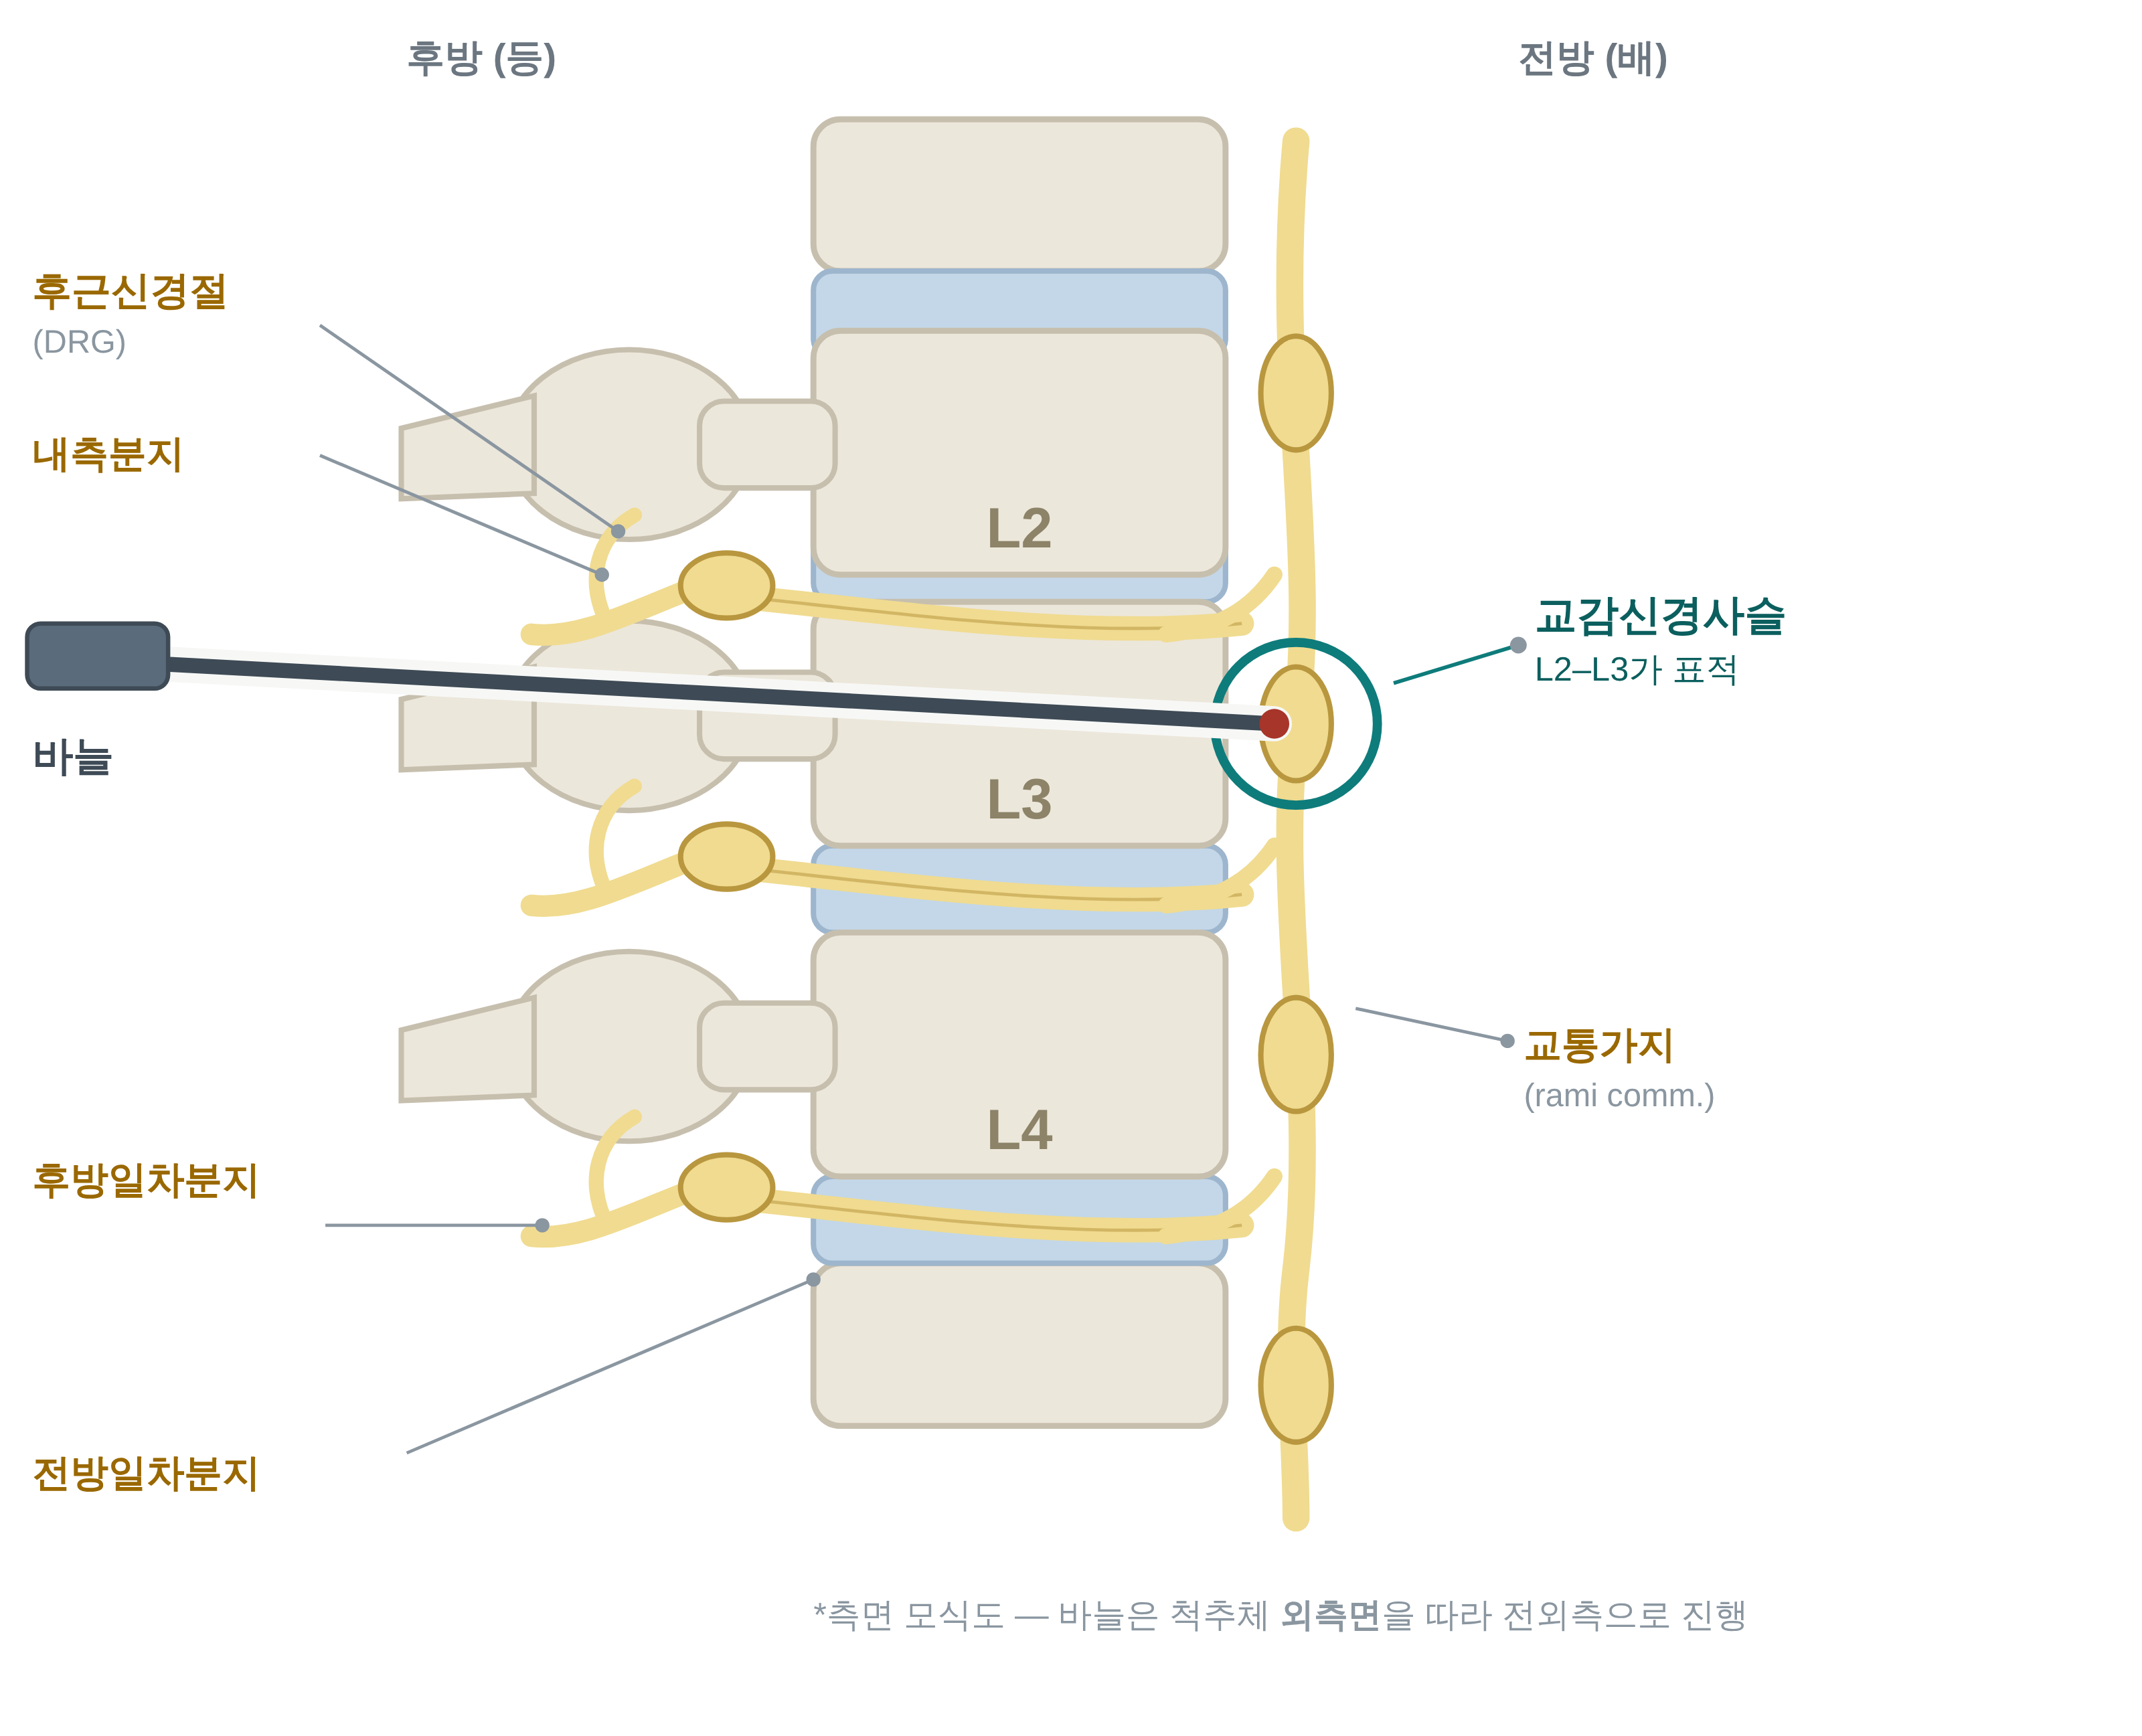 후방 (등)
전방 (배)
후근신경절
(DRG)
내측분지
L2
교감신경사슬
L2–L3가 표적
바늘
L3
교통가지
(rami comm.)
L4
후방일차분지
전방일차분지
*측면 모식도 — 바늘은 척추체 외측면을 따라 전외측으로 진행